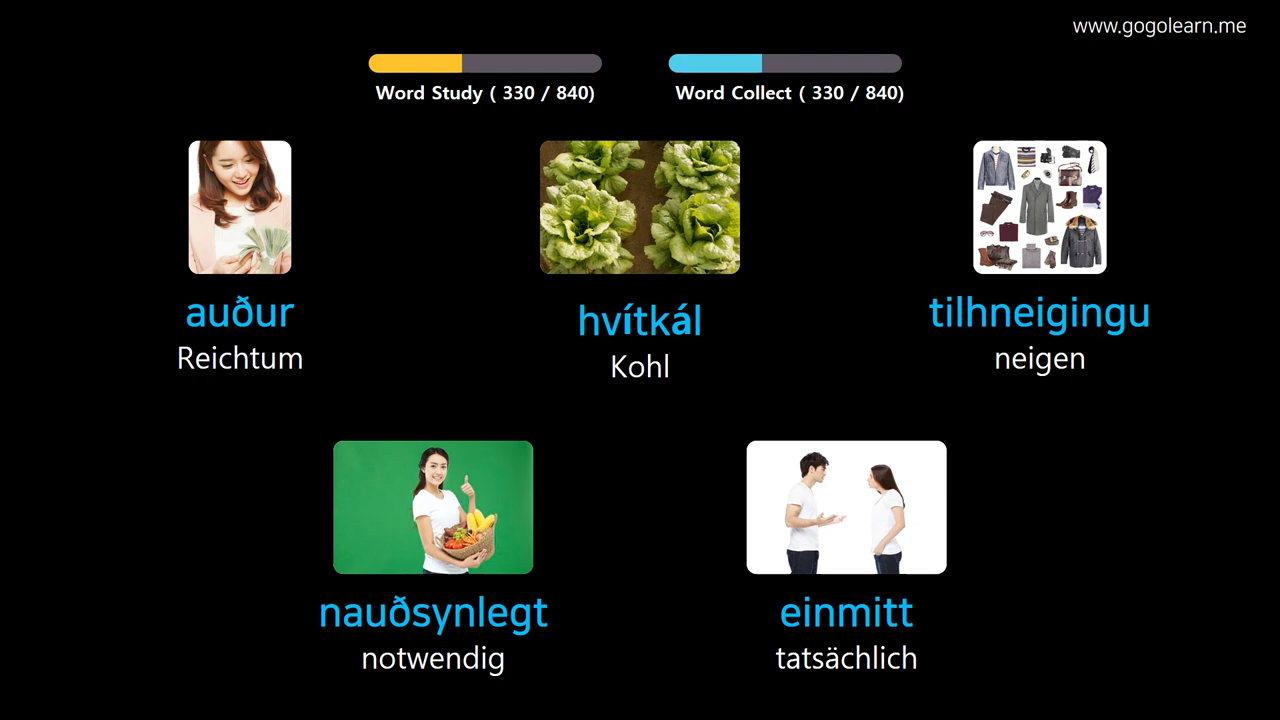 www.gogolearn.me
Word Study ( 330 / 840)
Word Collect ( 330 / 840)
auður
Reichtum
hvítkál
Kohl
tilhneigingu
neigen
nauðsynlegt
notwendig
einmitt
tatsächlich